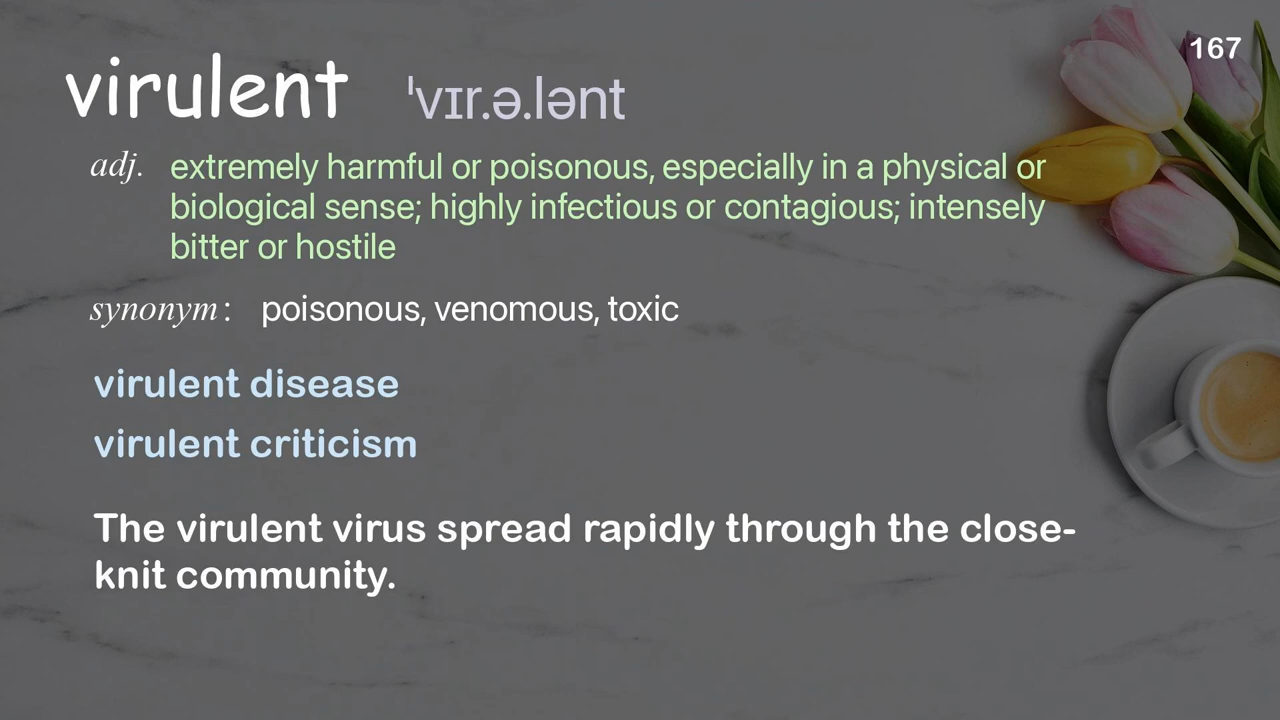 167
virulent ˈvɪr.ə.lənt
adj. extremely harmful or poisonous, especially in a physical or
biological sense; highly infectious or contagious; intensely
bitter or hostile
synonym: poisonous, venomous, toxic
virulent disease
virulent criticism
The virulent virus spread rapidly through the close-
knit community.